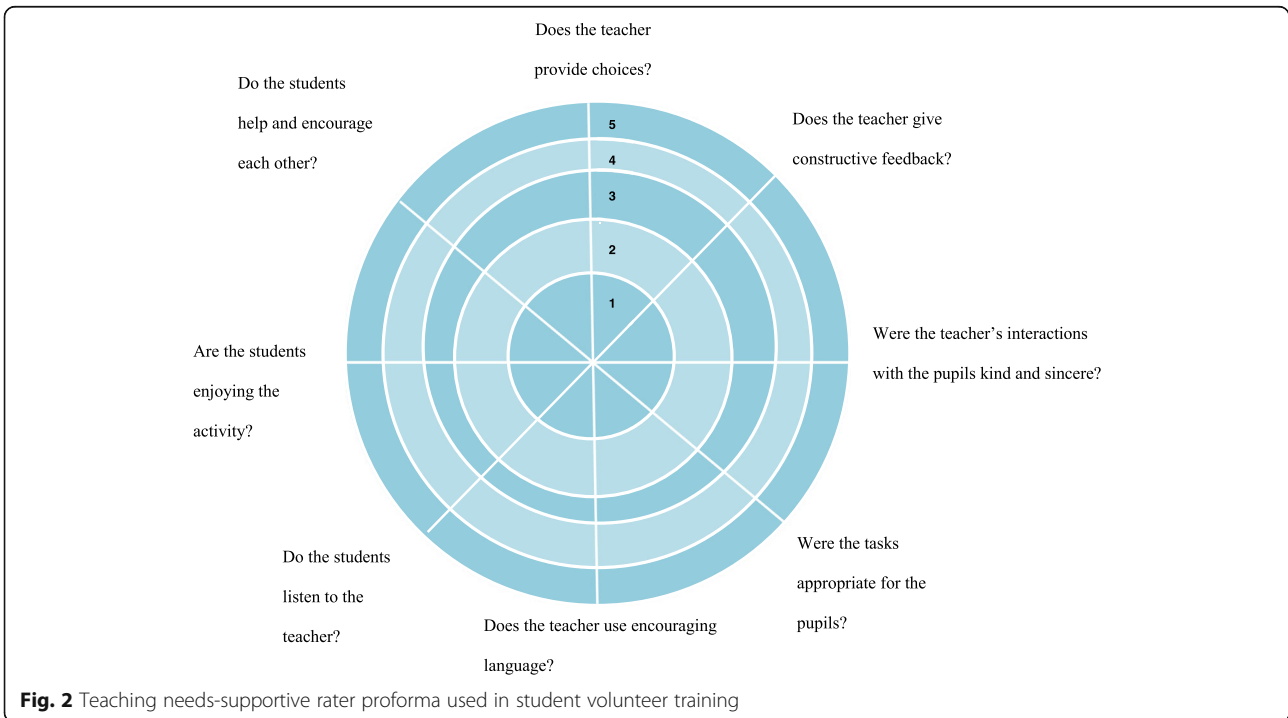 Does the teacher
provide choices?
Do the students
help and encourage
each other?
Does the teacher give
constructive feedback?
5
4
3
2
1
Were the teacher’s interactions
with the pupils kind and sincere?
Are the students
enjoying the
activity?
Were the tasks
appropriate for the
pupils?
Do the students
listen to the
teacher?
Does the teacher use encouraging
language?
Fig. 2 Teaching needs-supportive rater proforma used in student volunteer training